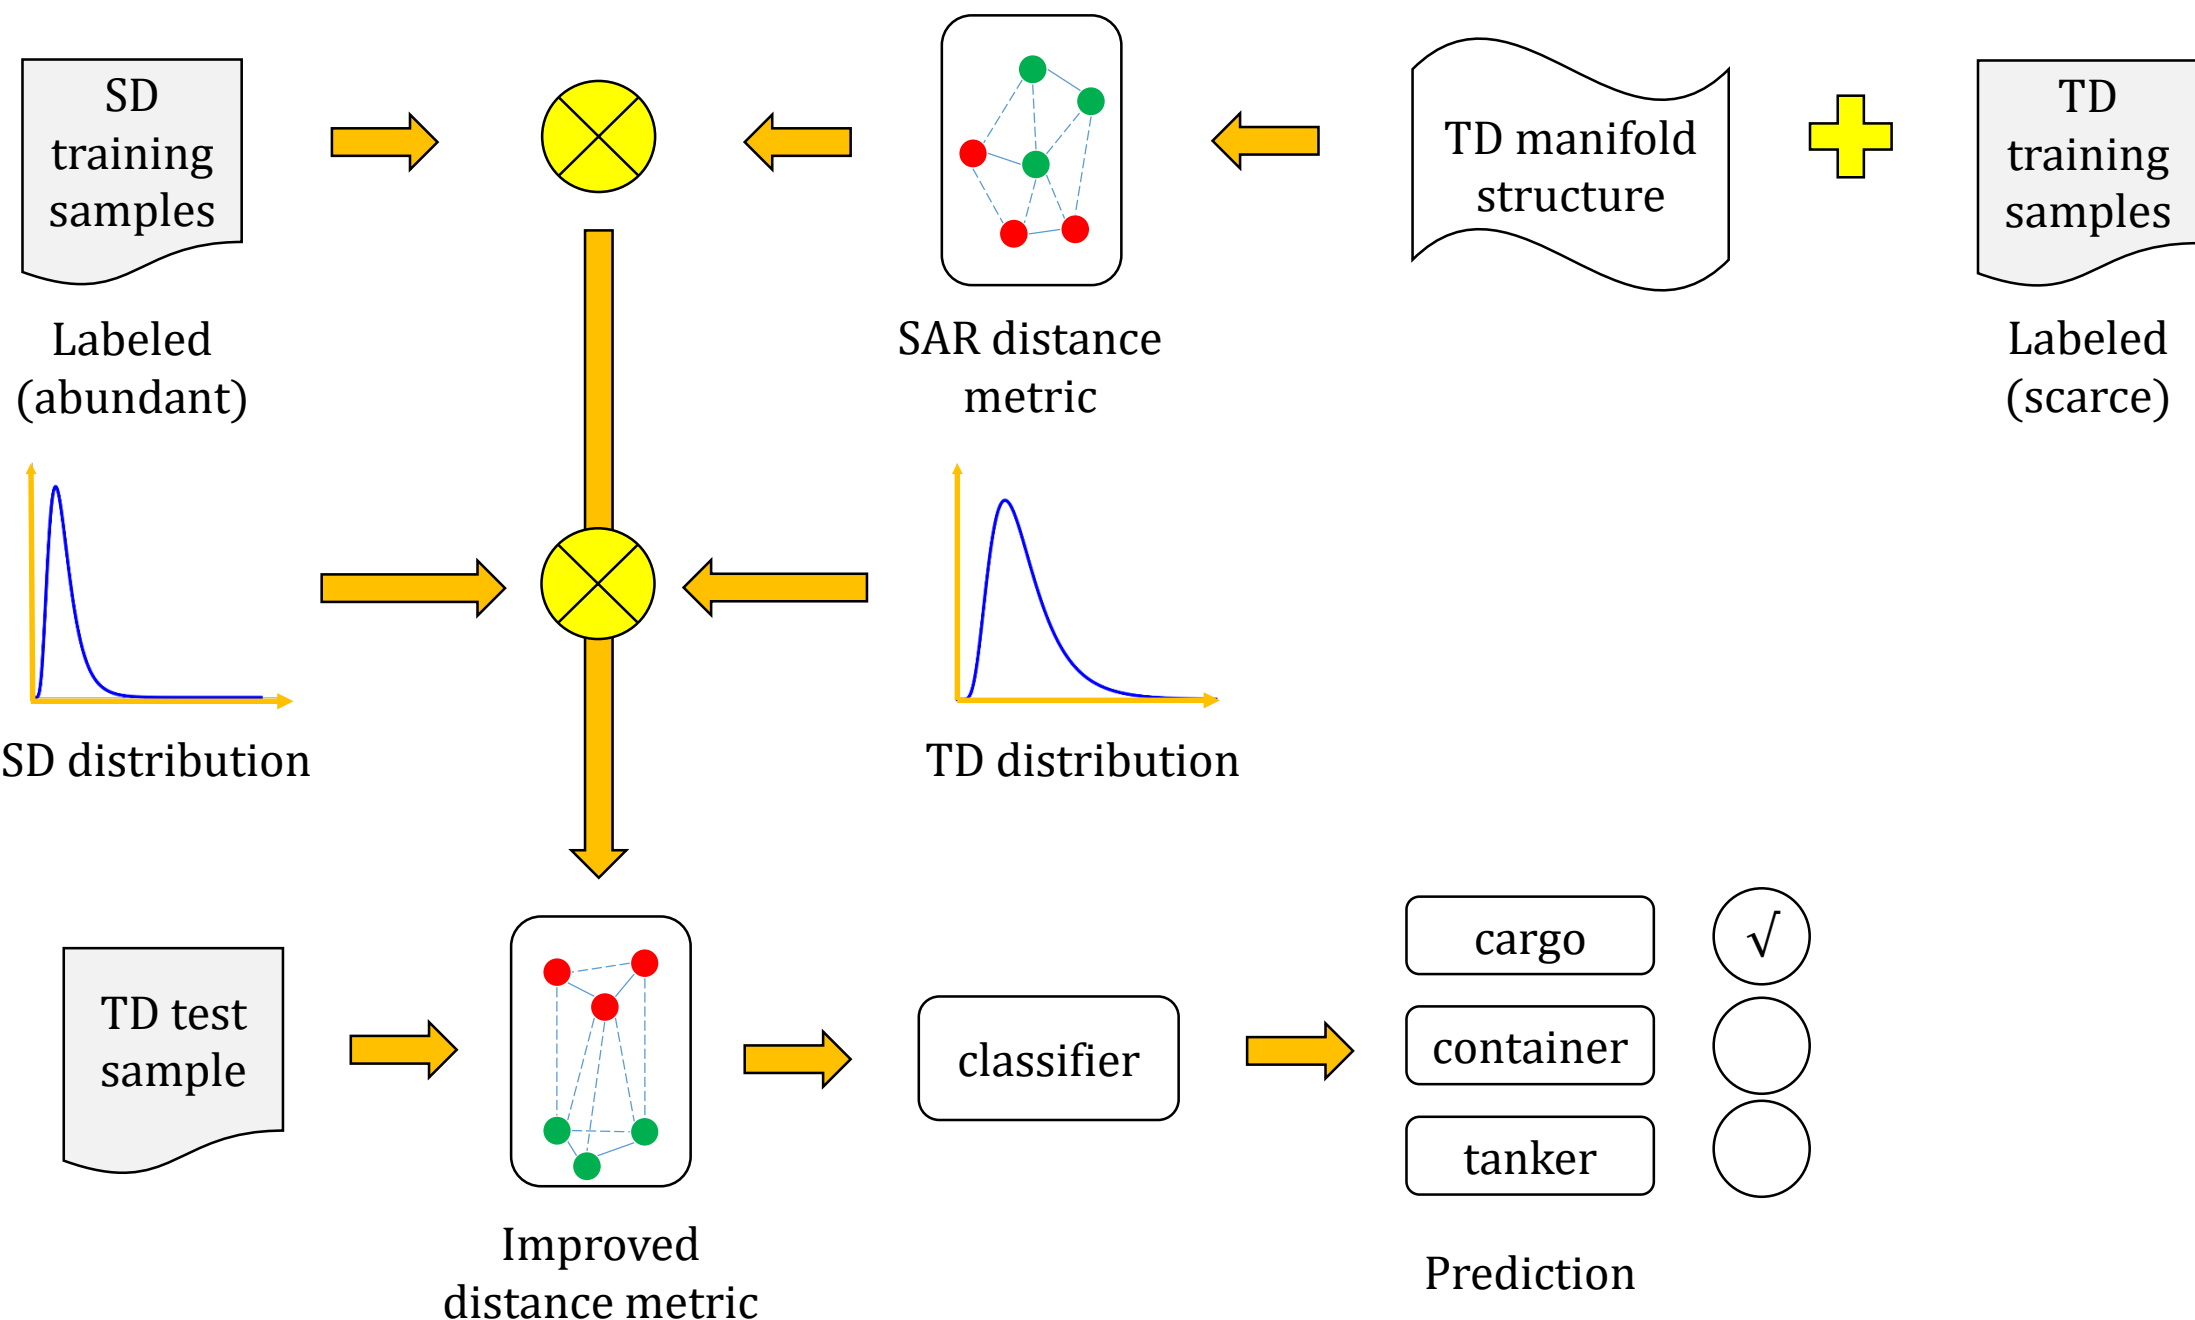 SD
training
samples
Labeled
(abundant)
SAR distance
metric
TD manifold
structure
TD
training
samples
Labeled
(scarce)
SD distribution
TD distribution
TD test
sample
Improved
distance metric
classifier
cargo
√
container
tanker
Prediction